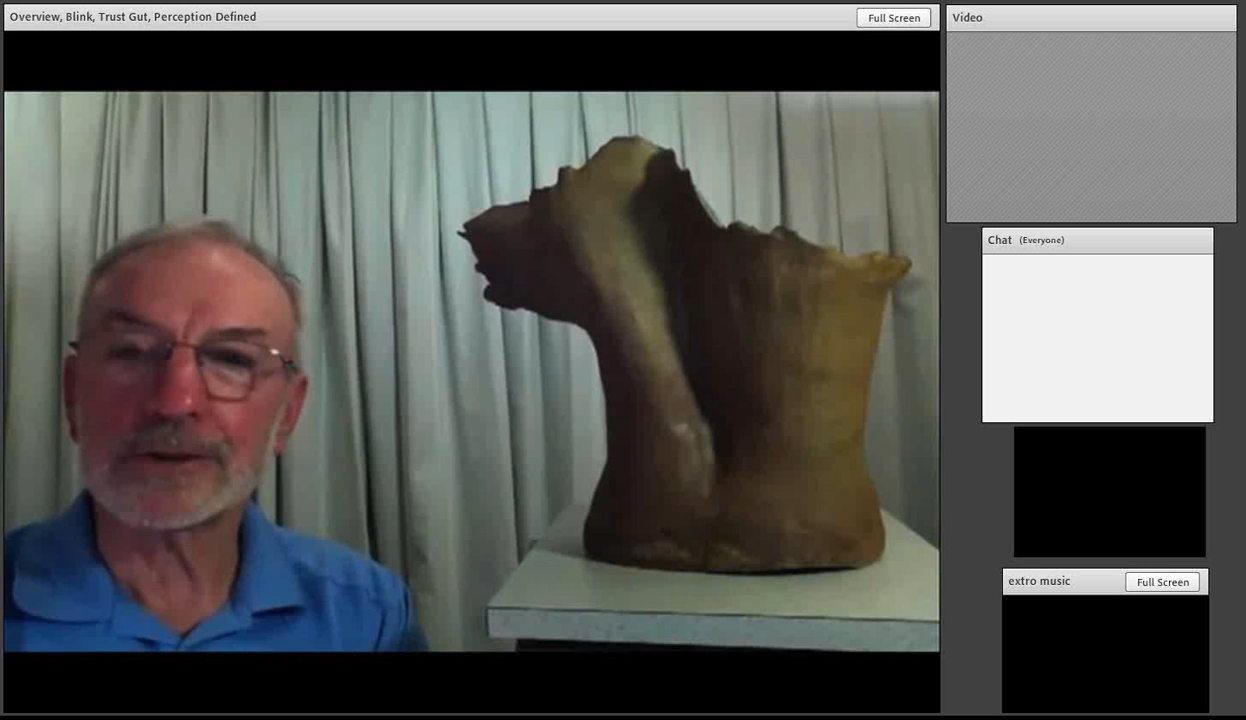 Overview, Blink, Trust Gut, Perception Defined
Full Screen
Video
Chat (Everyone)
extro music
Full Screen